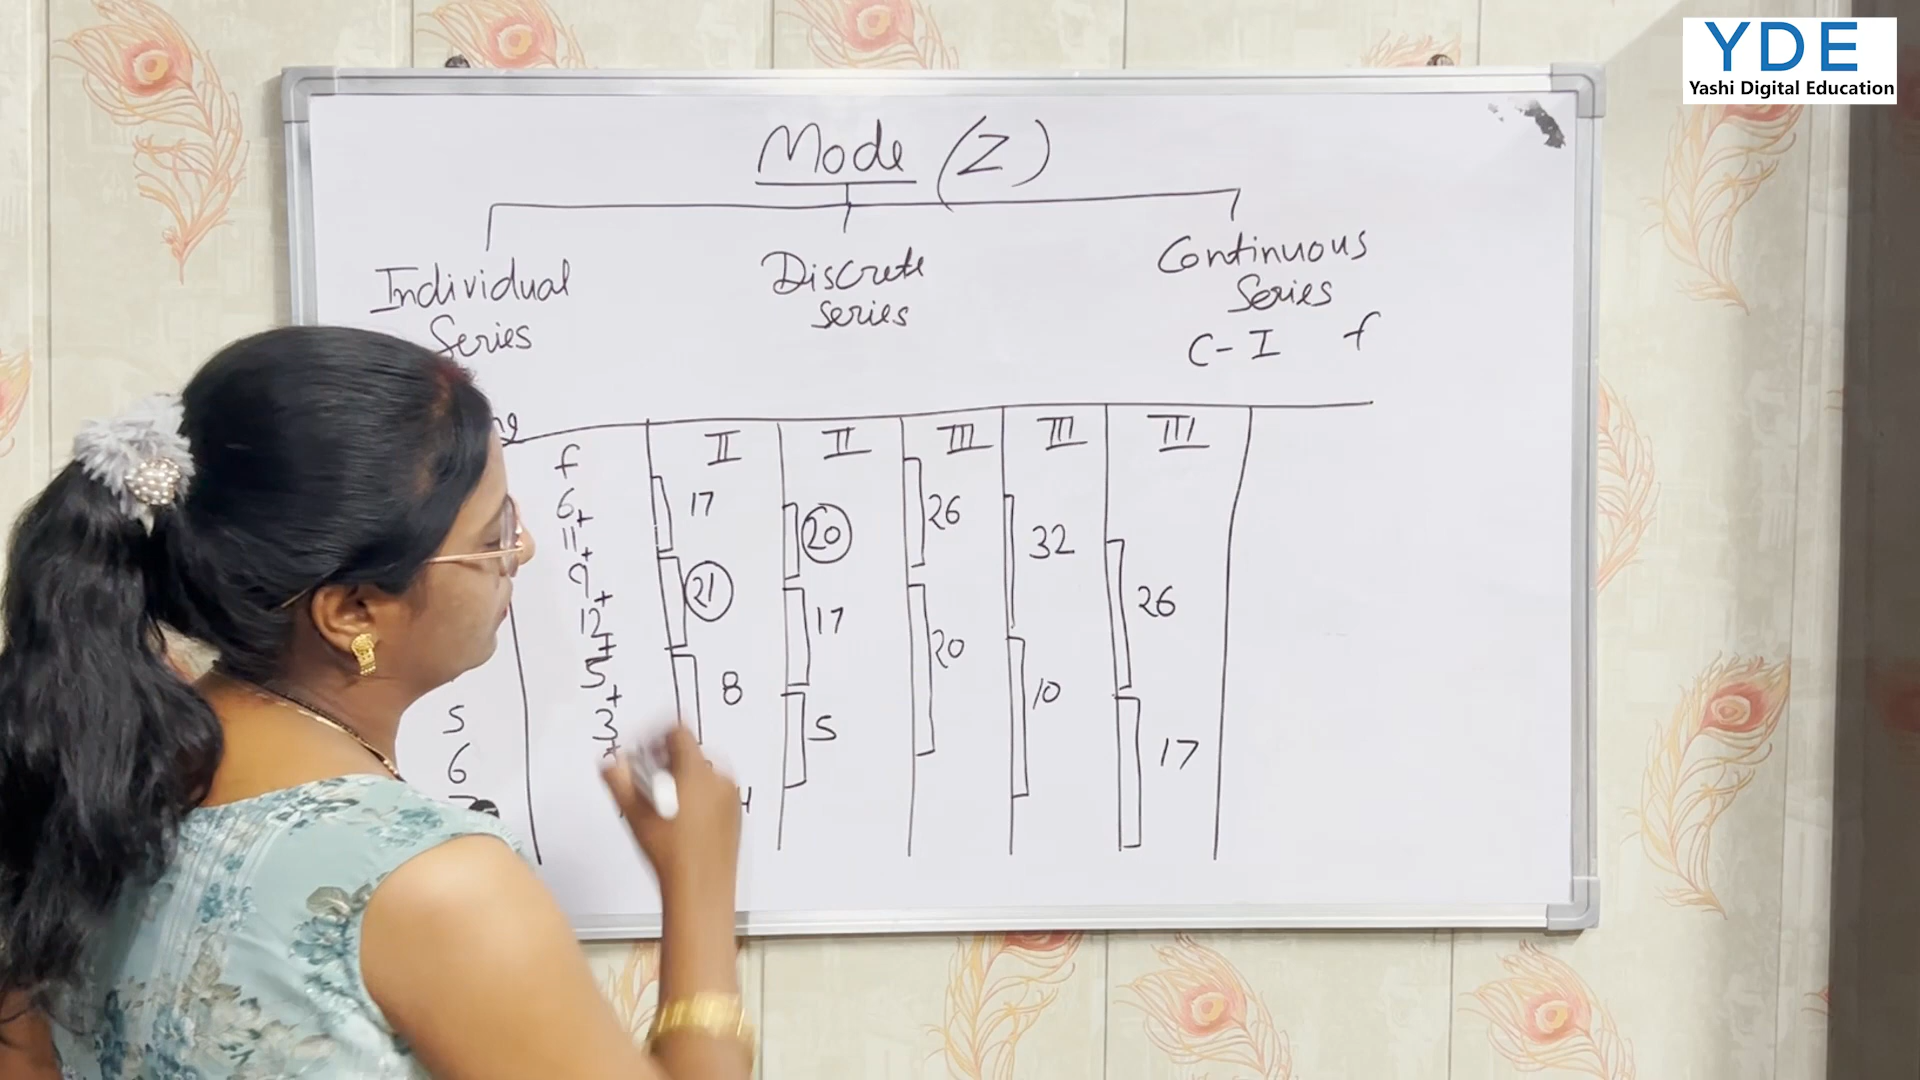 YDE
Yashi Digital Education
Mode (Z)
Individual Series
Discrete series
Continuous Series
C-I f
f II II III III III
6+ 17 20 26 32
11+
9+ 21 17 26
12+
5+ 8 20 10
5 3+ 5 17
6